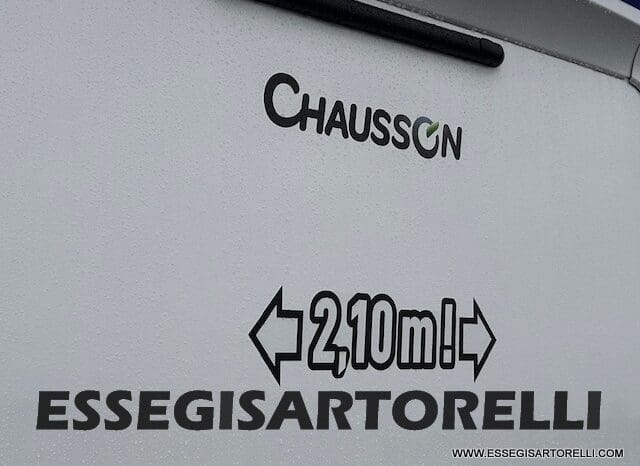 CHAUSSON
2,10m!
ESSEGISARTORELLI
WWW.ESSEGISARTORELLI.COM